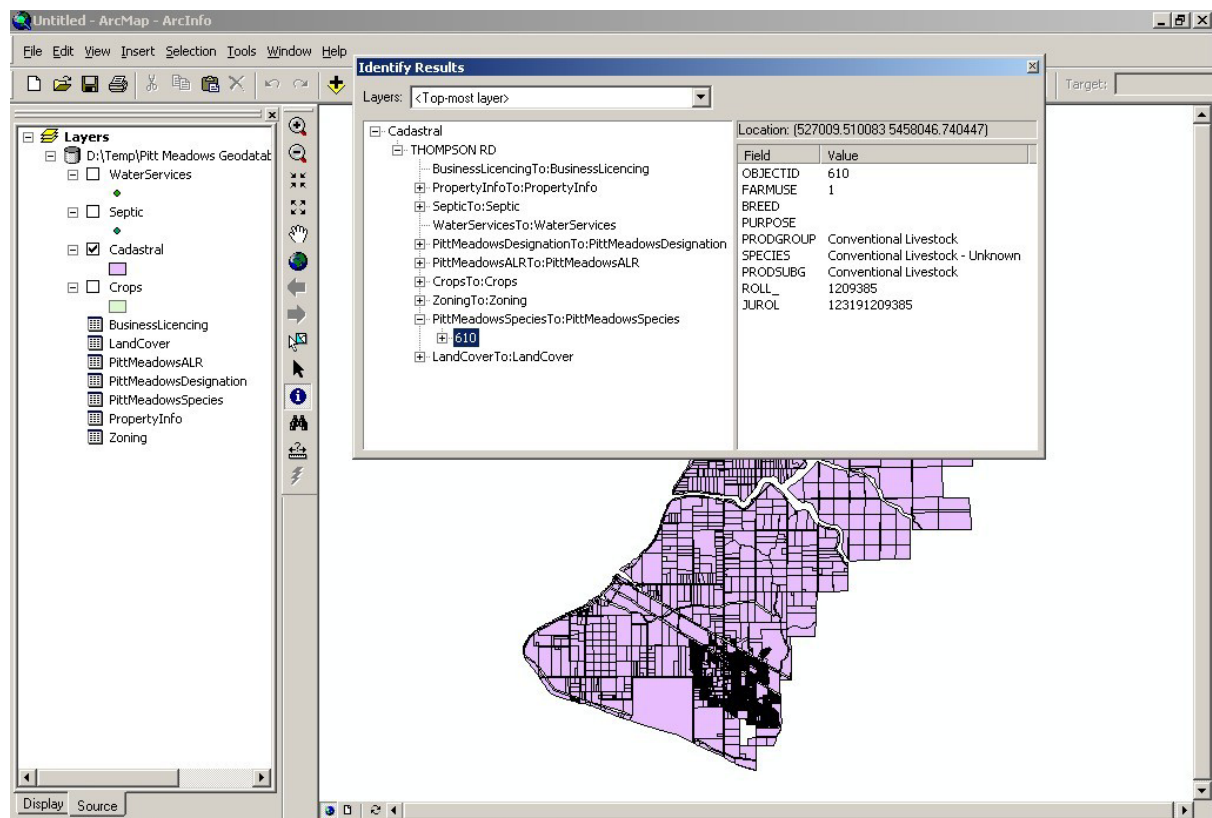 Untitled - ArcMap - ArcInfo
File Edit View Insert Selection Tools Window Help
Target:
Layers
D:\Temp\Pitt Meadows Geodatab
WaterServices
Septic
Cadastral
Crops
BusinessLicencing
LandCover
PittMeadowsALR
PittMeadowsDesignation
PittMeadowsSpecies
PropertyInfo
Zoning
Display Source
Identify Results
Layers: <Top-most layer>
Cadastral
THOMPSON RD
BusinessLicencingTo:BusinessLicencing
PropertyInfoTo:PropertyInfo
SepticTo:Septic
WaterServicesTo:WaterServices
PittMeadowsDesignationTo:PittMeadowsDesignation
PittMeadowsALRTo:PittMeadowsALR
CropsTo:Crops
ZoningTo:Zoning
PittMeadowsSpeciesTo:PittMeadowsSpecies
610
LandCoverTo:LandCover
Location: (527009.510083 5458046.740447)
Field Value
OBJECTID 610
FARMUSE 1
BREED
PURPOSE
PRODGROUP Conventional Livestock
SPECIES Conventional Livestock - Unknown
PRODSUBG Conventional Livestock
ROLL_ 1209385
JUROL 123191209385